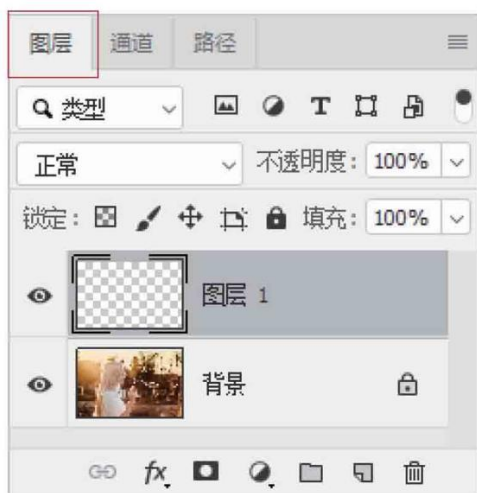 图层 通道 路径
类型 T
正常 不透明度: 100%
锁定: 填充: 100%
图层 1
背景
fx